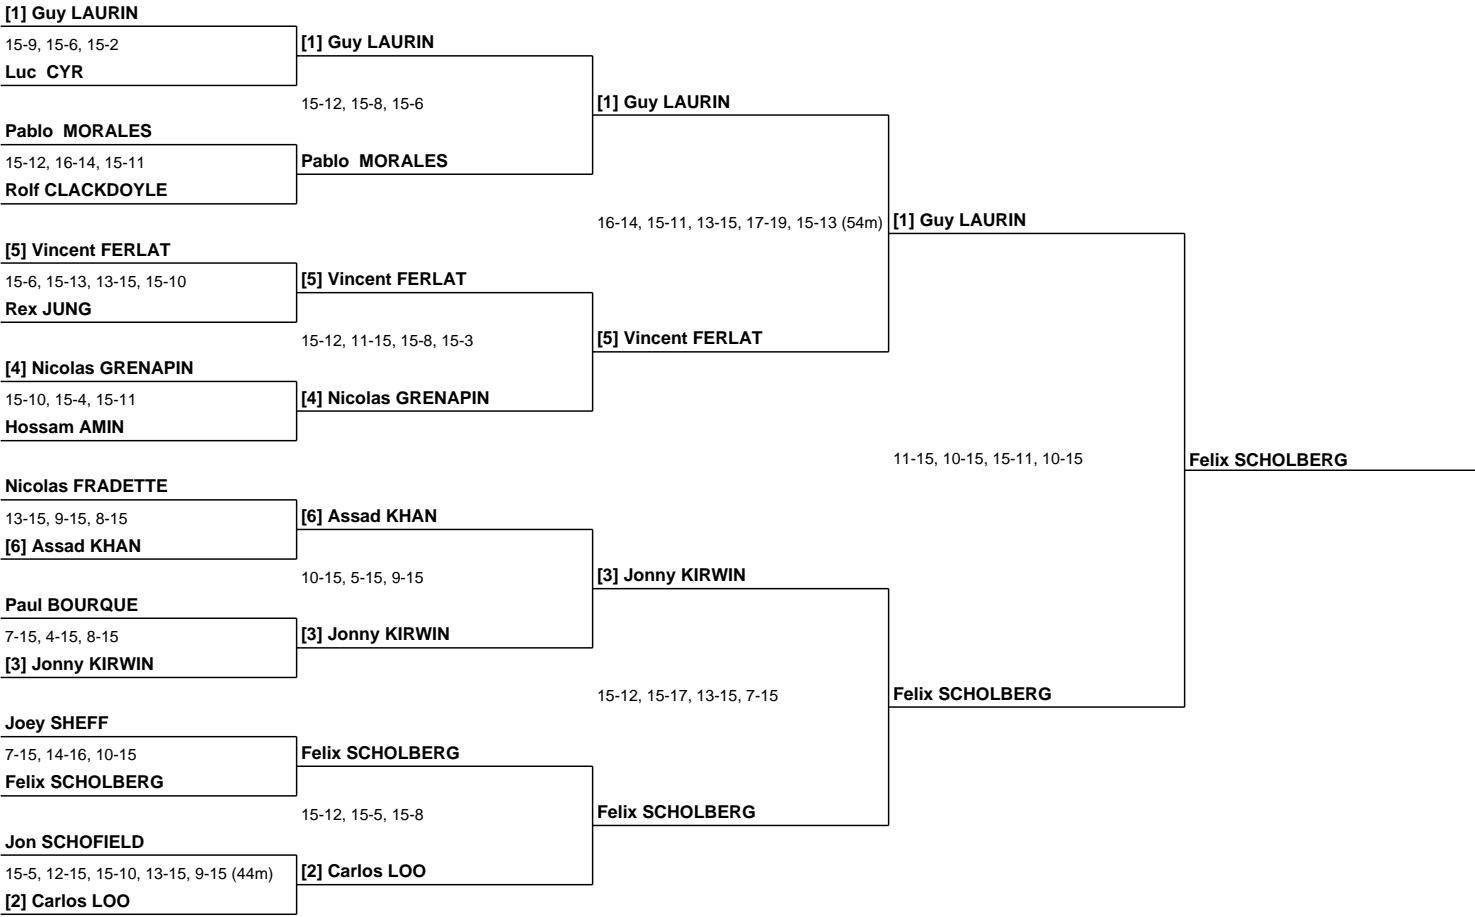 [1] Guy LAURIN
15-9, 15-6, 15-2
Luc  CYR
Pablo  MORALES
15-12, 16-14, 15-11
Rolf CLACKDOYLE
[5] Vincent FERLAT
15-6, 15-13, 13-15, 15-10
Rex JUNG
[4] Nicolas GRENAPIN
15-10, 15-4, 15-11
Hossam AMIN
Nicolas FRADETTE
13-15, 9-15, 8-15
[6] Assad KHAN
Paul BOURQUE
7-15, 4-15, 8-15
[3] Jonny KIRWIN
Joey SHEFF
7-15, 14-16, 10-15
Felix SCHOLBERG
Jon SCHOFIELD
15-5, 12-15, 15-10, 13-15, 9-15 (44m)
[2] Carlos LOO
[1] Guy LAURIN
15-12, 15-8, 15-6
Pablo  MORALES
[5] Vincent FERLAT
15-12, 11-15, 15-8, 15-3
[4] Nicolas GRENAPIN
[6] Assad KHAN
10-15, 5-15, 9-15
[3] Jonny KIRWIN
Felix SCHOLBERG
15-12, 15-5, 15-8
[2] Carlos LOO
[1] Guy LAURIN
16-14, 15-11, 13-15, 17-19, 15-13 (54m)
[5] Vincent FERLAT
[3] Jonny KIRWIN
15-12, 15-17, 13-15, 7-15
Felix SCHOLBERG
[1] Guy LAURIN
11-15, 10-15, 15-11, 10-15
Felix SCHOLBERG
Felix SCHOLBERG